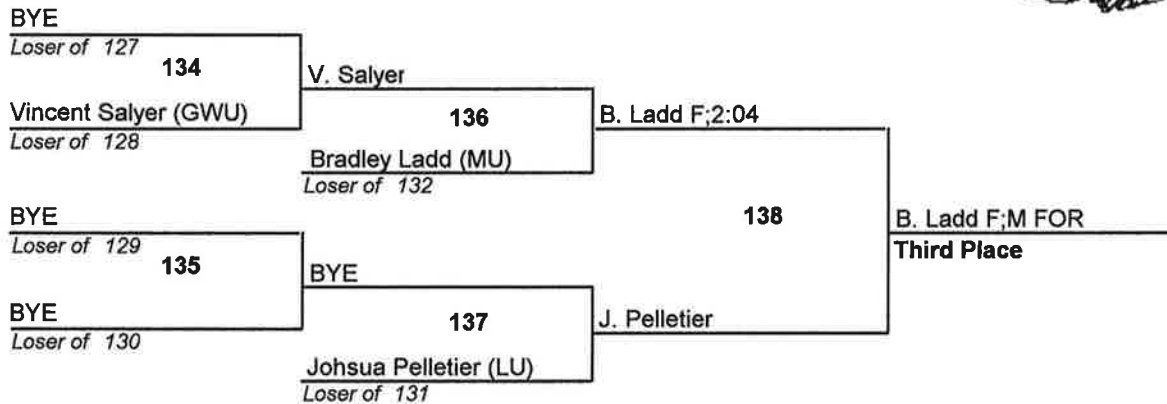 BYE
Loser of 127
134
V. Salyer
Vincent Salyer (GWU)
Loser of 128
136
B. Ladd F;2:04
Bradley Ladd (MU)
Loser of 132
BYE
Loser of 129
138
B. Ladd F;M FOR
Third Place
135
BYE
BYE
Loser of 130
137
J. Pelletier
Johsua Pelletier (LU)
Loser of 131